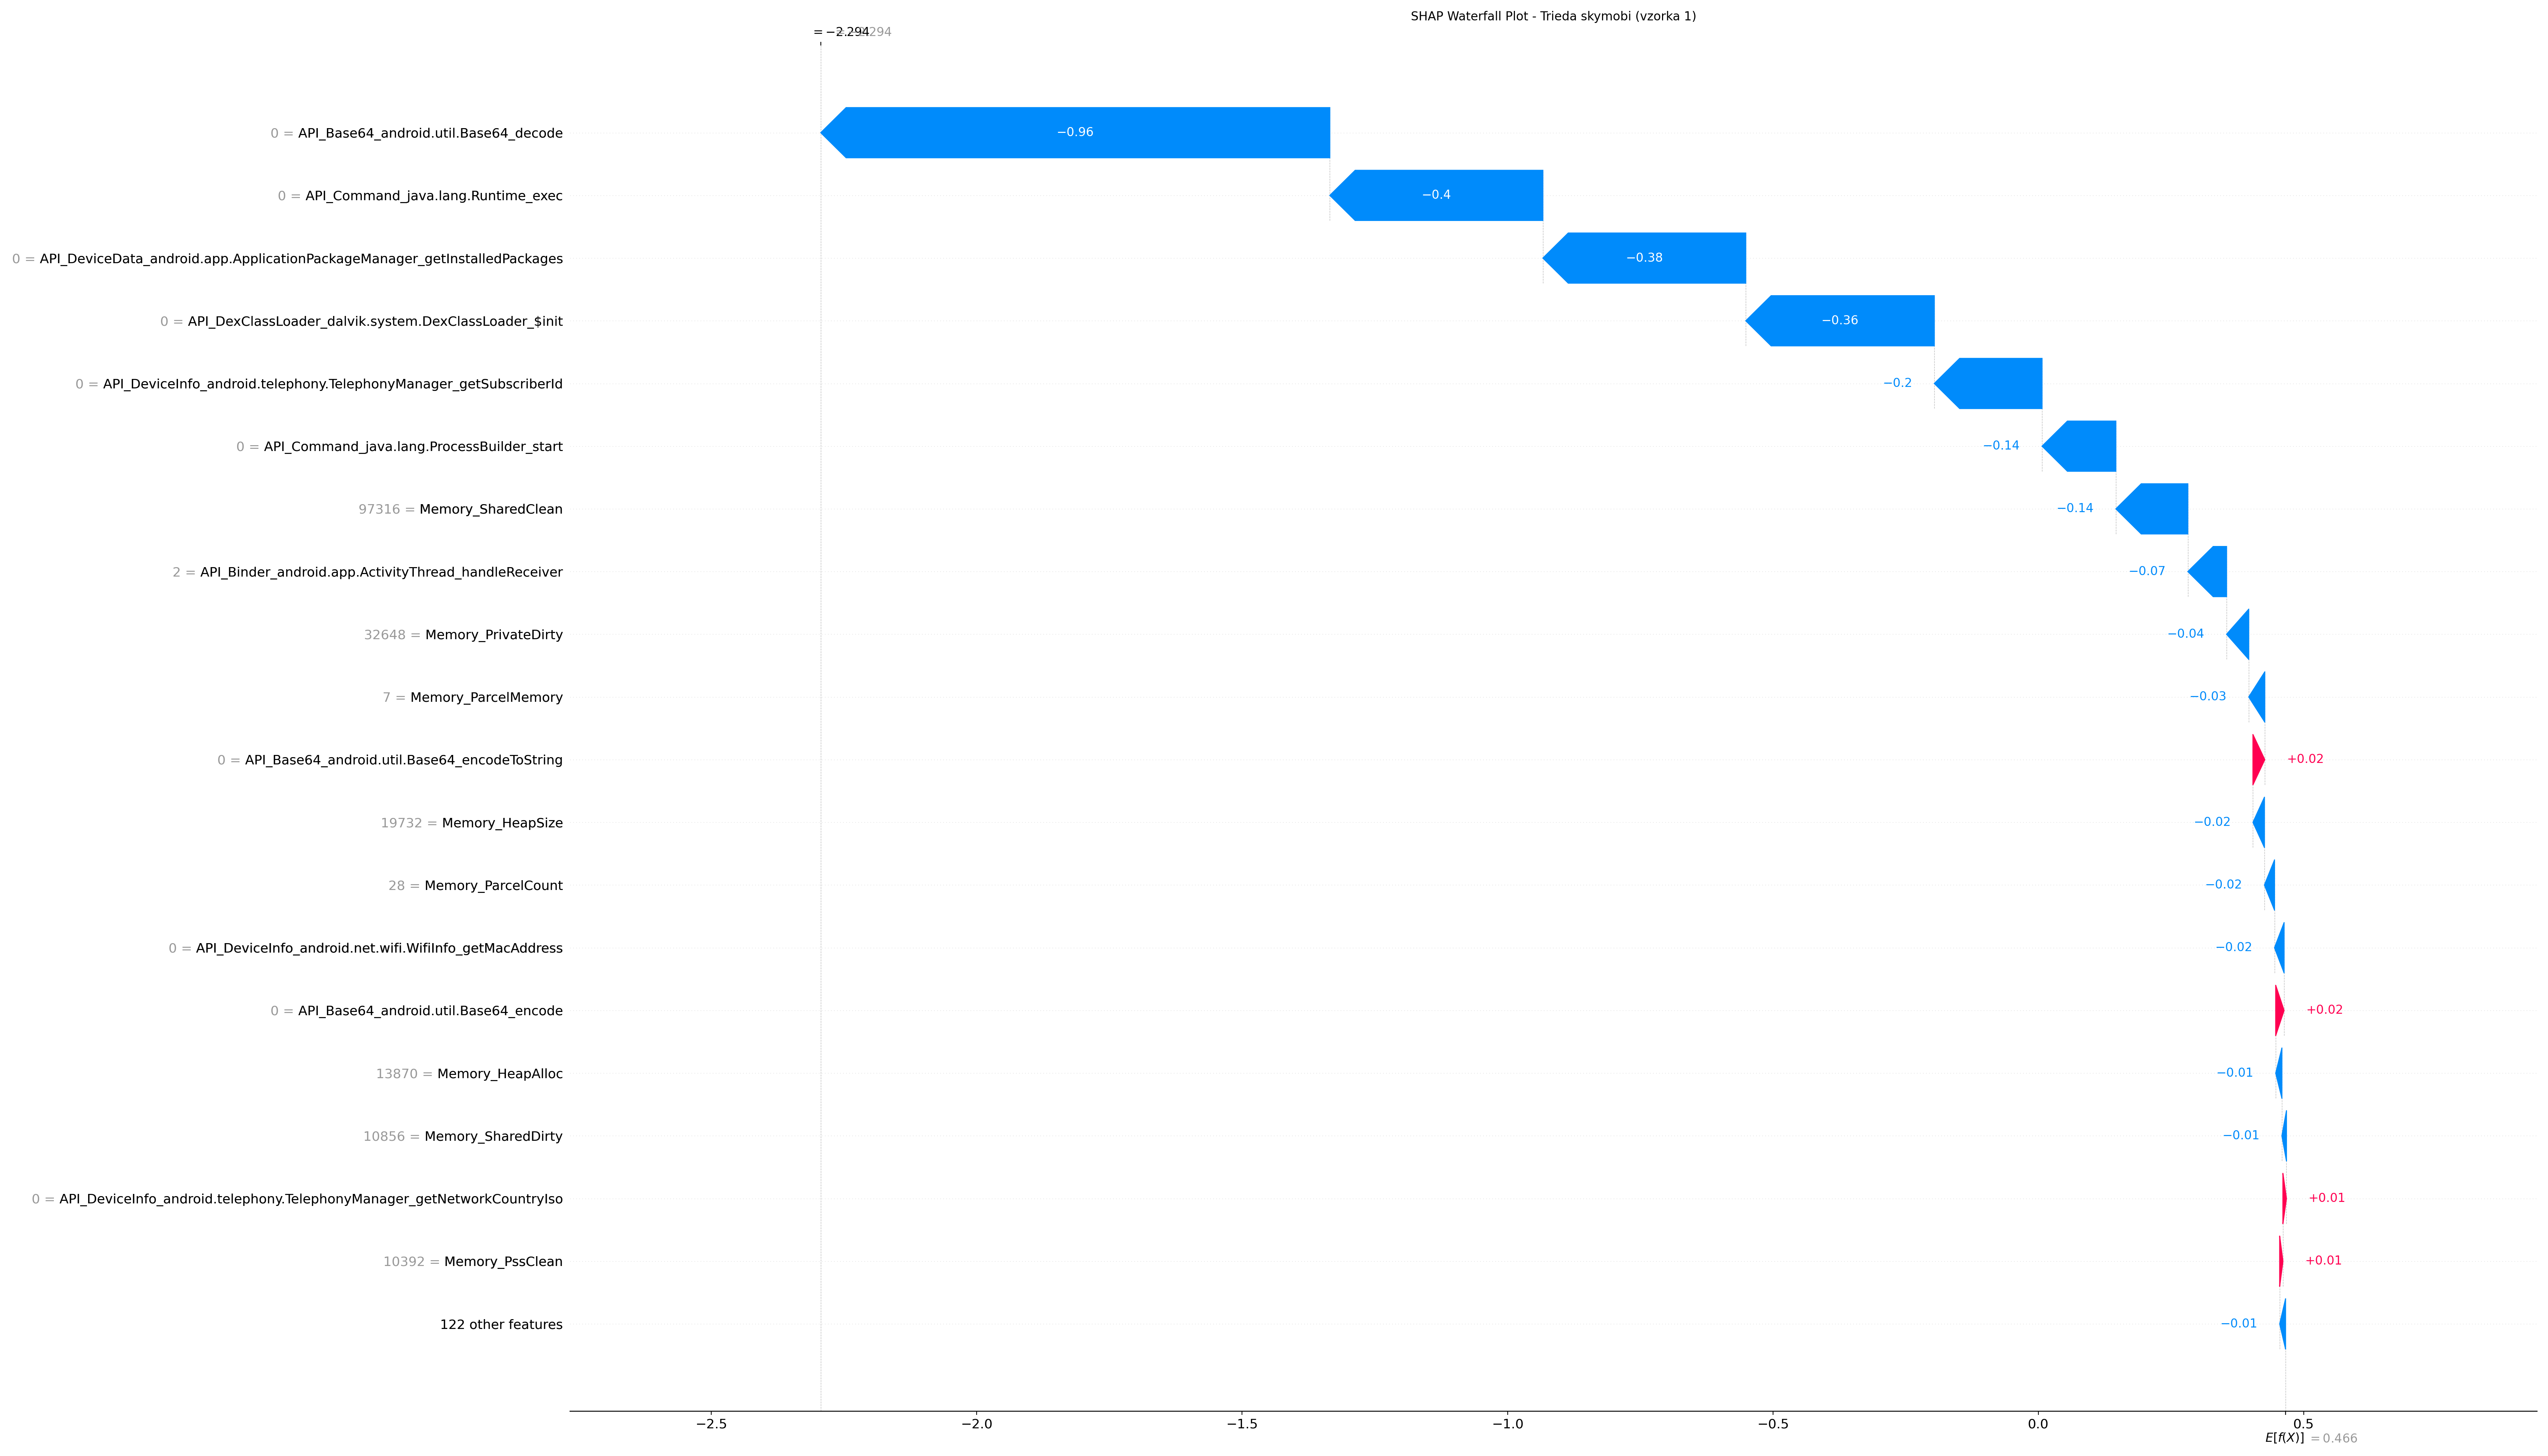 SHAP Waterfall Plot - Trieda skymobi (vzorka 1)
= −2.294
0 = API_Base64_android.util.Base64_decode −0.96
0 = API_Command_java.lang.Runtime_exec −0.4
0 = API_DeviceData_android.app.ApplicationPackageManager_getInstalledPackages −0.38
0 = API_DexClassLoader_dalvik.system.DexClassLoader_$init −0.36
0 = API_DeviceInfo_android.telephony.TelephonyManager_getSubscriberId −0.2
0 = API_Command_java.lang.ProcessBuilder_start −0.14
97316 = Memory_SharedClean −0.14
2 = API_Binder_android.app.ActivityThread_handleReceiver −0.07
32648 = Memory_PrivateDirty −0.04
7 = Memory_ParcelMemory −0.03
0 = API_Base64_android.util.Base64_encodeToString +0.02
19732 = Memory_HeapSize −0.02
28 = Memory_ParcelCount −0.02
0 = API_DeviceInfo_android.net.wifi.WifiInfo_getMacAddress −0.02
0 = API_Base64_android.util.Base64_encode +0.02
13870 = Memory_HeapAlloc −0.01
10856 = Memory_SharedDirty −0.01
0 = API_DeviceInfo_android.telephony.TelephonyManager_getNetworkCountryIso +0.01
10392 = Memory_PssClean +0.01
122 other features −0.01
−2.5 −2.0 −1.5 −1.0 −0.5 0.0 0.5
E[f(X)] = 0.466